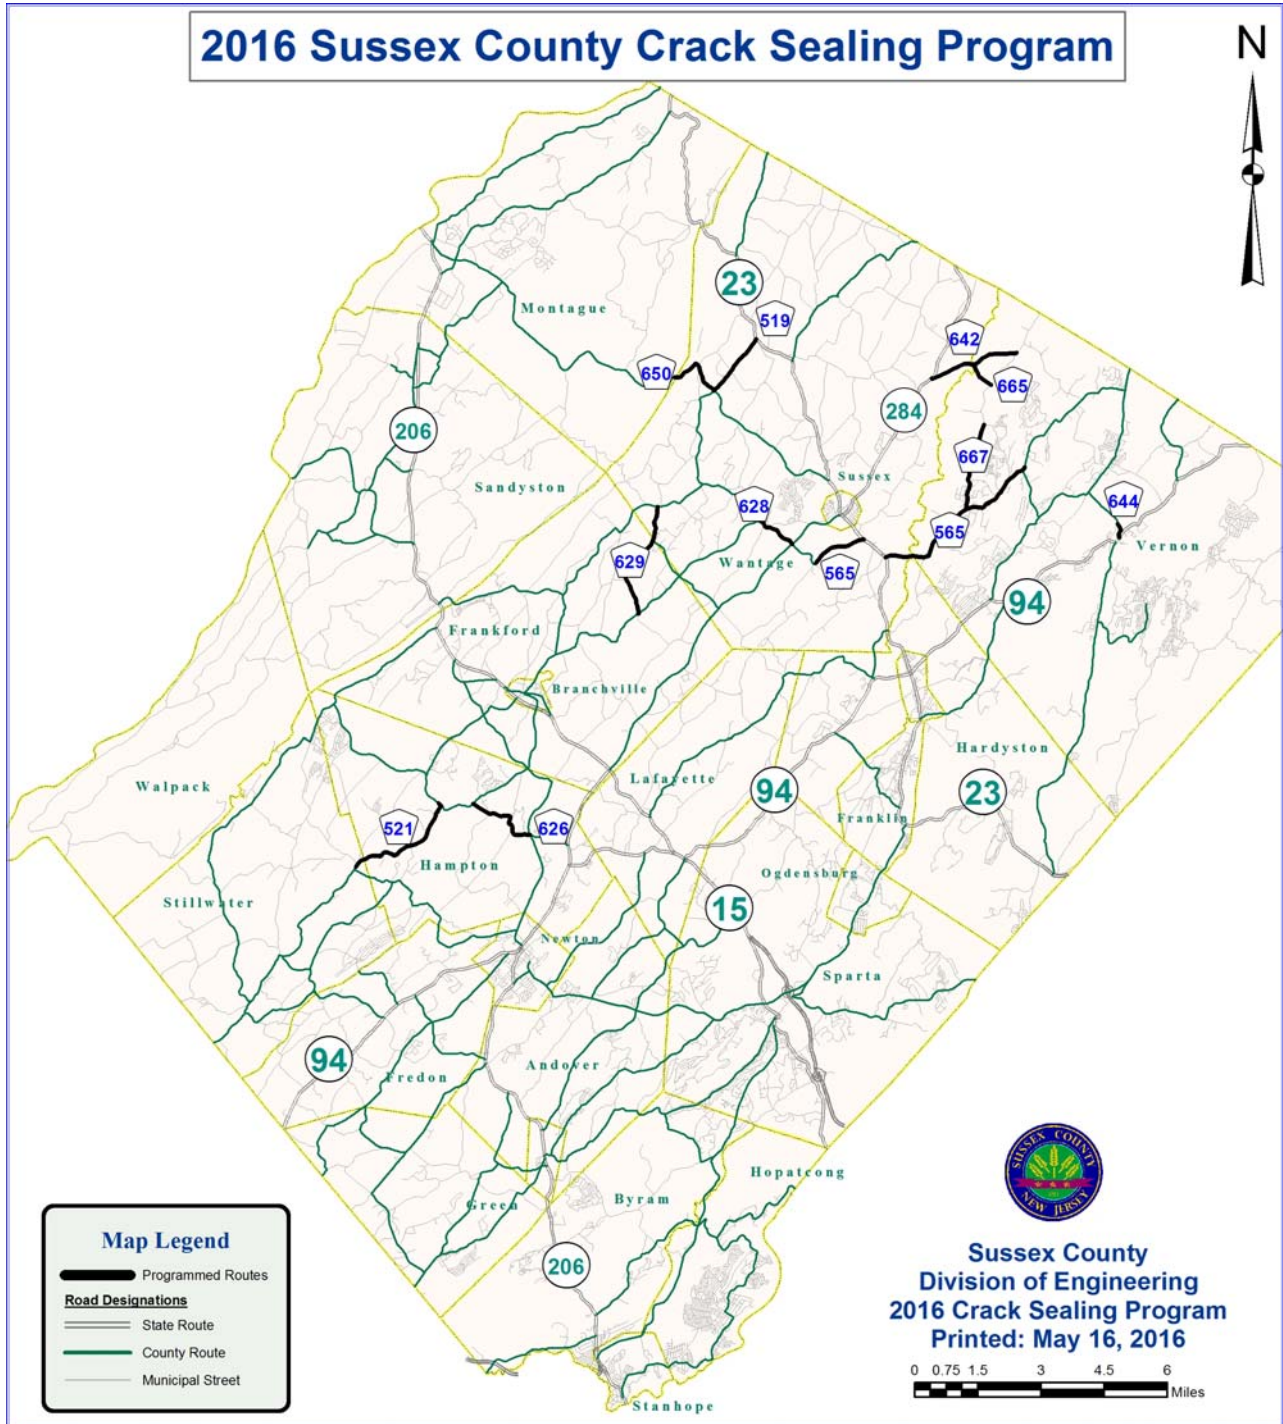 2016 Sussex County Crack Sealing Program
N
23
Montague
519
650
642
665
284
206
Sandyston
Sussex
667
628
644
565
Vernon
629
Wantage
565
94
Frankford
Branchville
Hardyston
Walpack
Lafayette
94
23
Franklin
521
626
Hampton
Ogdensburg
Stillwater
15
Newton
Sparta
94
Fredon
Andover
Hopatcong
Green
Byram
206
Stanhope
SUSSEX COUNTY
NEW JERSEY
Map Legend
Programmed Routes
Road Designations
State Route
County Route
Municipal Street
Sussex County
Division of Engineering
2016 Crack Sealing Program
Printed: May 16, 2016
0 0.75 1.5 3 4.5 6
Miles